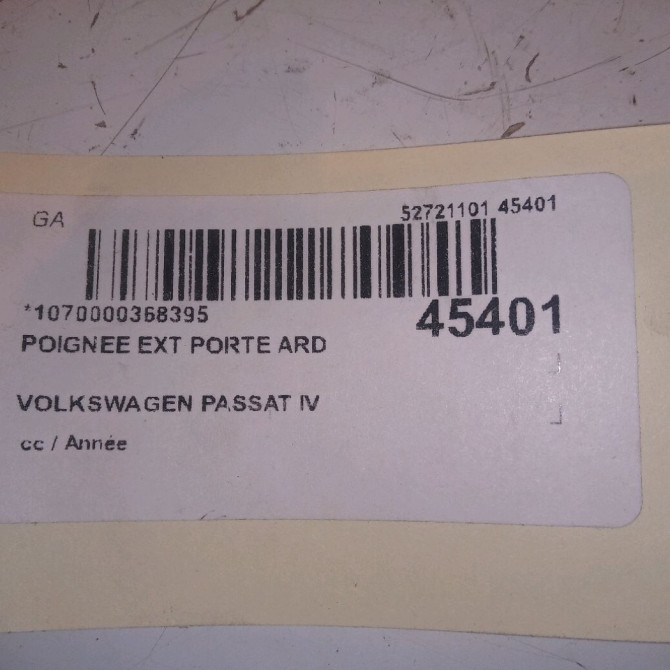 GA
52721101 45401
*1070000368395
45401
POIGNEE EXT PORTE ARD
VOLKSWAGEN PASSAT IV
cc / Année